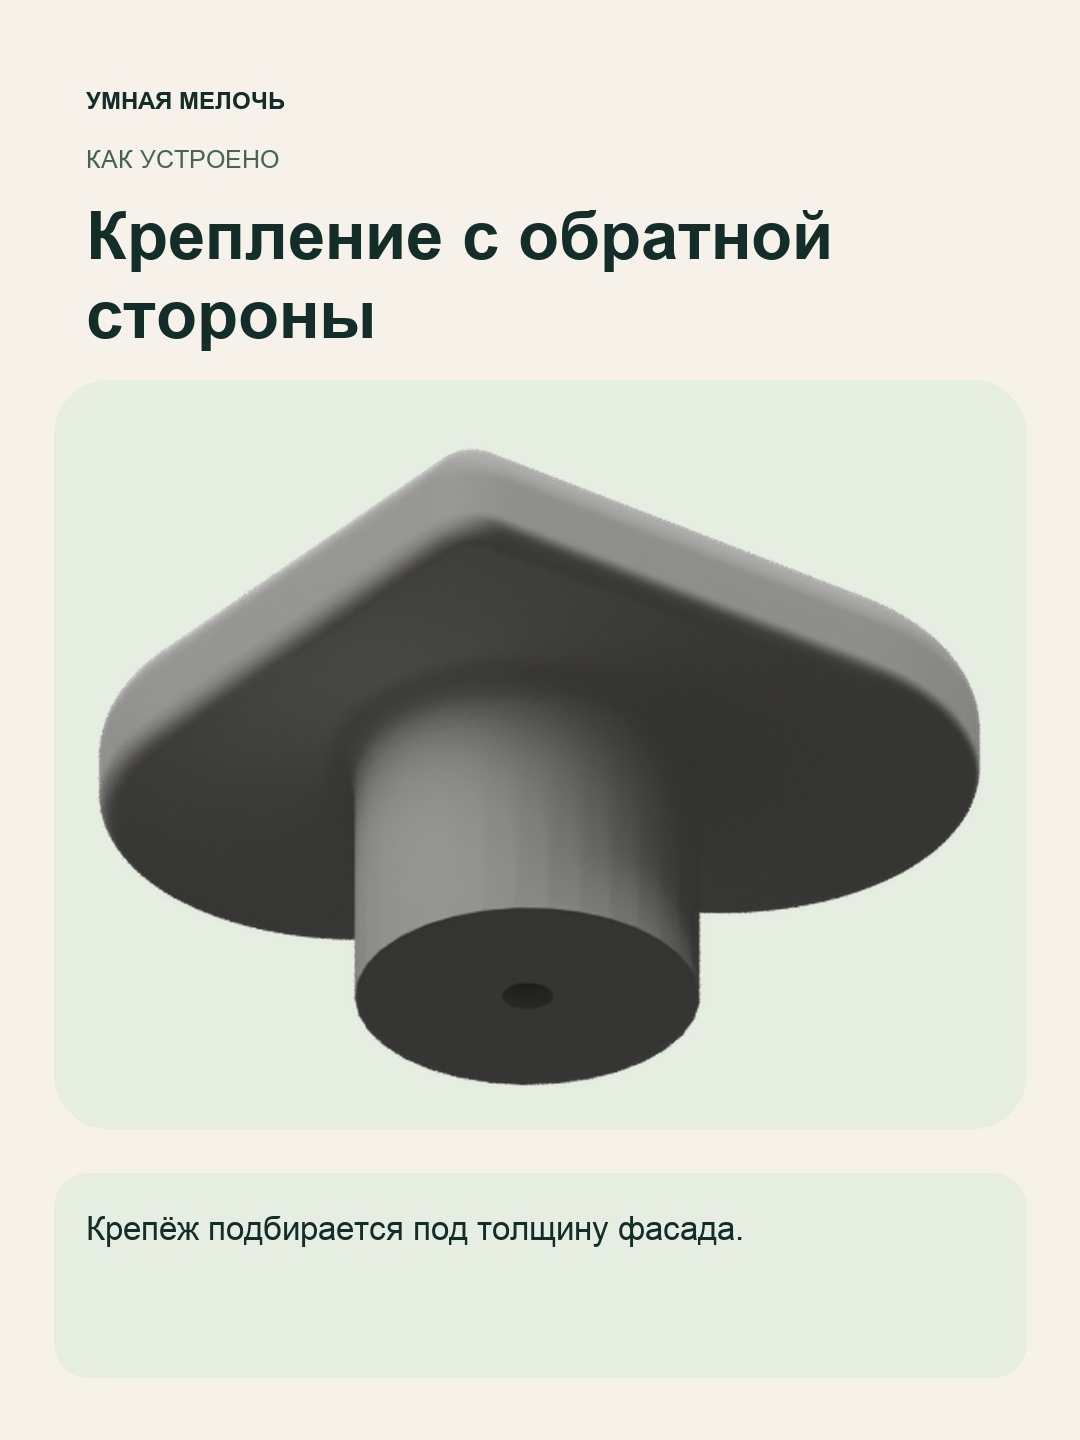 УМНАЯ МЕЛОЧЬ
КАК УСТРОЕНО
Крепление с обратной
стороны
Крепёж подбирается под толщину фасада.